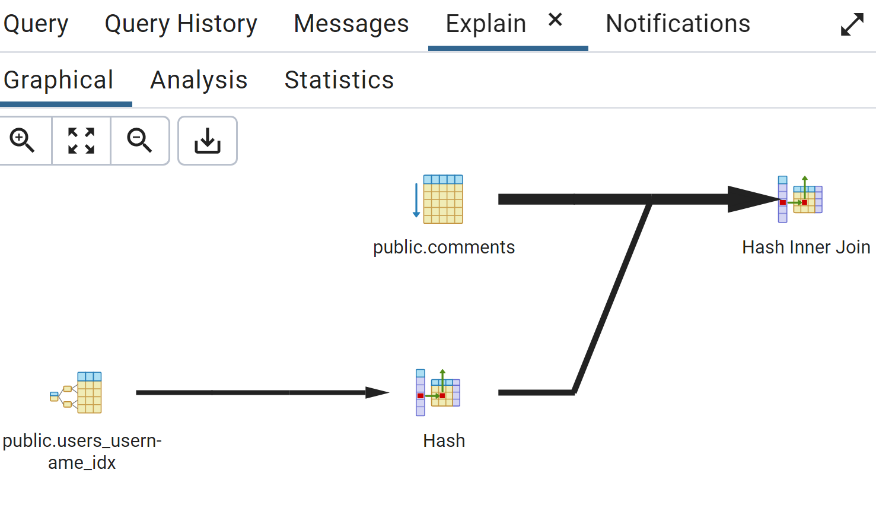 Query Query History Messages Explain × Notifications
Graphical Analysis Statistics
public.comments
Hash Inner Join
public.users_usern-
ame_idx
Hash